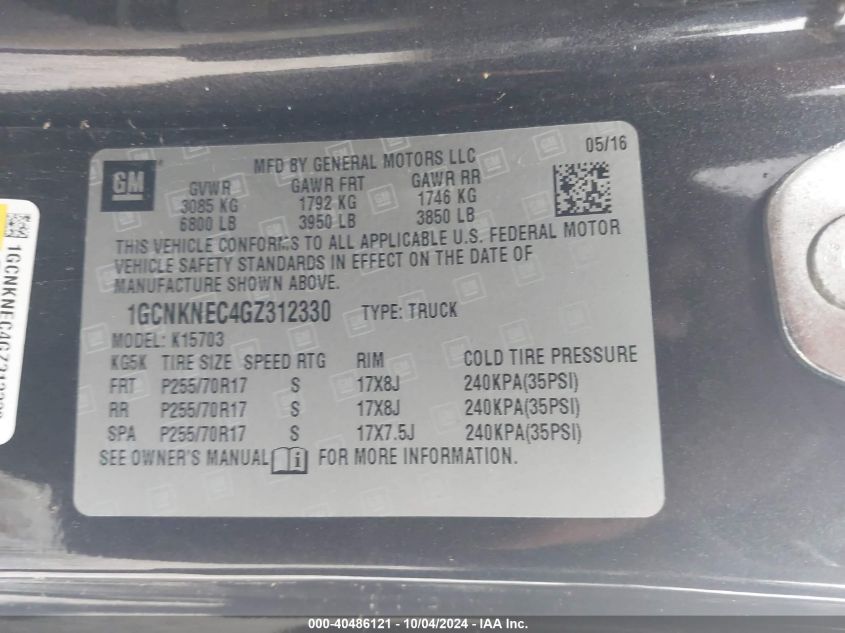 GM
MFD BY GENERAL MOTORS LLC
05/16
GVWR GAWR FRT GAWR RR
3085 KG 1792 KG 1746 KG
6800 LB 3950 LB 3850 LB
THIS VEHICLE CONFORMS TO ALL APPLICABLE U.S. FEDERAL MOTOR
VEHICLE SAFETY STANDARDS IN EFFECT ON THE DATE OF
MANUFACTURE SHOWN ABOVE.
1GCNKNEC4GZ312330 TYPE: TRUCK
MODEL: K15703
KG5K TIRE SIZE SPEED RTG RIM COLD TIRE PRESSURE
FRT P255/70R17 S 17X8J 240KPA(35PSI)
RR P255/70R17 S 17X8J 240KPA(35PSI)
SPA P255/70R17 S 17X7.5J 240KPA(35PSI)
SEE OWNER'S MANUAL i FOR MORE INFORMATION.
1GCNKNEC4GZ312330
000-40486121 - 10/04/2024 - IAA Inc.